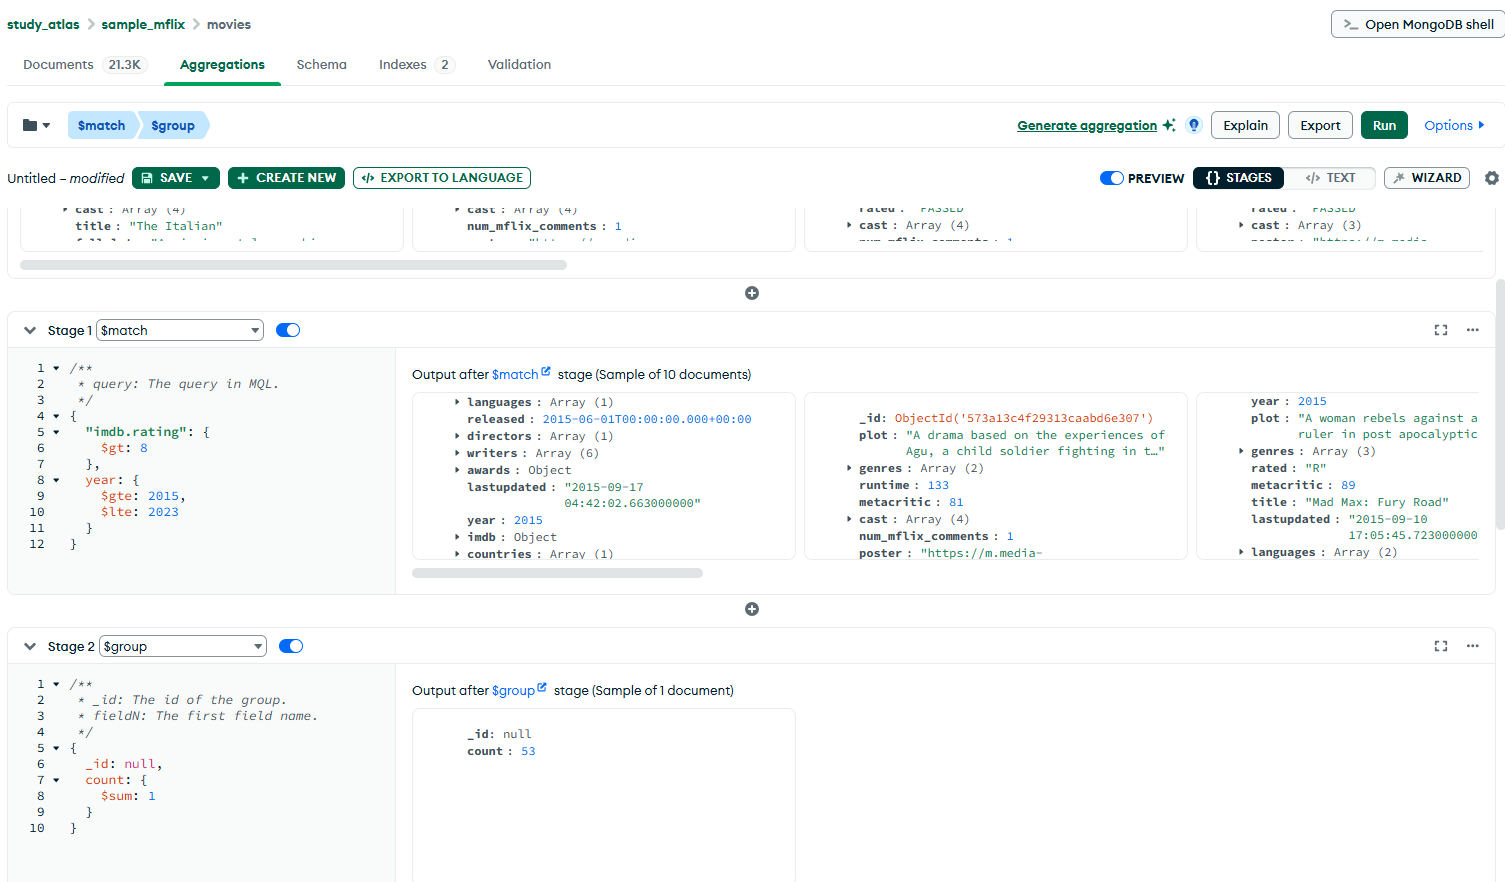 study_atlas > sample_mflix > movies
>_ Open MongoDB shell
Documents 21.3K Aggregations Schema Indexes 2 Validation
$match $group
Generate aggregation Explain Export Run Options
Untitled – modified SAVE + CREATE NEW </> EXPORT TO LANGUAGE
PREVIEW {} STAGES </> TEXT WIZARD
cast : Array (4)
title : "The Italian"
cast : Array (4)
num_mflix_comments : 1
rated : "PASSED"
cast : Array (4)
num_mflix_comments : 1
cast : Array (3)
poster : "https://m.media-
Stage 1 $match
1 /**
2 * query: The query in MQL.
3 */
4 {
5 "imdb.rating": {
6 $gt: 8
7 },
8 year: {
9 $gte: 2015,
10 $lte: 2023
11 }
12 }
Output after $match stage (Sample of 10 documents)
languages : Array (1)
released : 2015-06-01T00:00:00.000+00:00
directors : Array (1)
writers : Array (6)
awards : Object
lastupdated : "2015-09-17
04:42:02.663000000"
year : 2015
imdb : Object
countries : Array (1)
_id: ObjectId('573a13c4f29313caabd6e307')
plot : "A drama based on the experiences of
Agu, a child soldier fighting in t…"
genres : Array (2)
runtime : 133
metacritic : 81
cast : Array (4)
num_mflix_comments : 1
poster : "https://m.media-
year : 2015
plot : "A woman rebels against a
ruler in post apocalyptic
genres : Array (3)
rated : "R"
metacritic : 89
title : "Mad Max: Fury Road"
lastupdated : "2015-09-10
17:05:45.723000000
languages : Array (2)
Stage 2 $group
1 /**
2 * _id: The id of the group.
3 * fieldN: The first field name.
4 */
5 {
6 _id: null,
7 count: {
8 $sum: 1
9 }
10 }
Output after $group stage (Sample of 1 document)
_id: null
count : 53